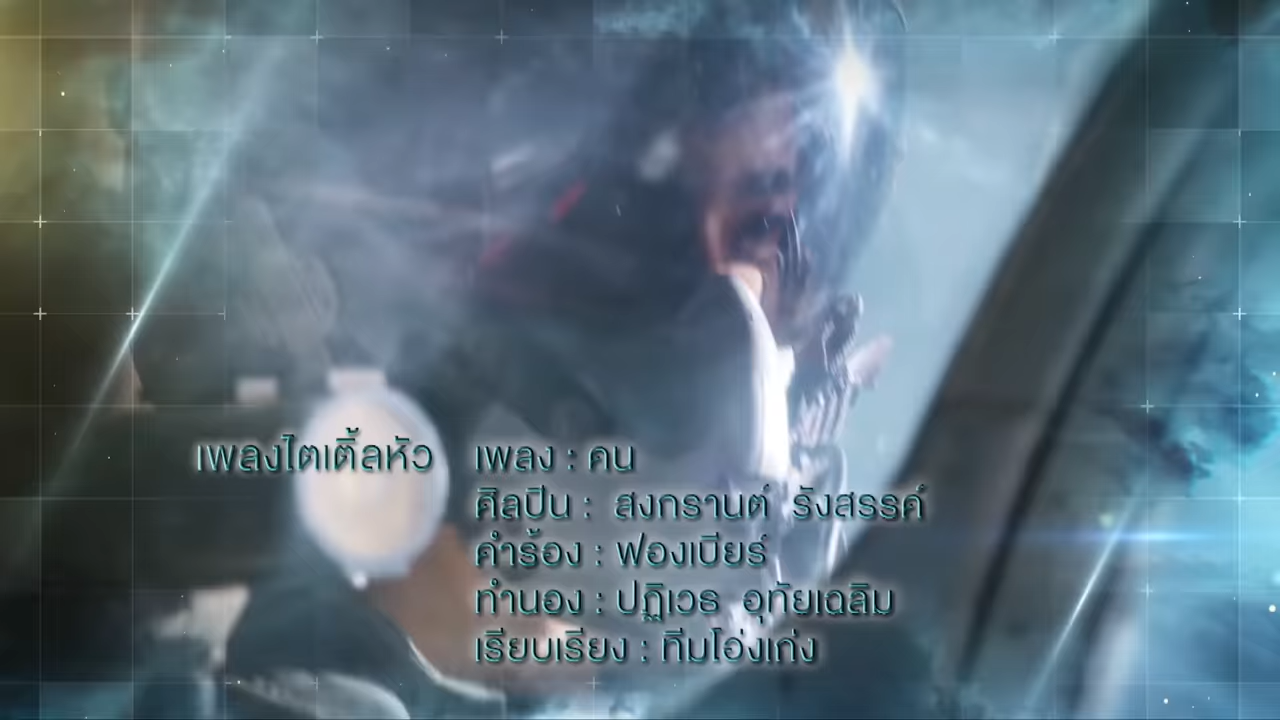 เพลงไตเติ้ลหัว เพลง : คน
ศิลปิน : สงกรานต์ รังสรรค์
คำร้อง : ฟองเบียร์
ทำนอง : ปฏิเวธ อุทัยเฉลิม
เรียบเรียง : ทีมโอ่งเก่ง